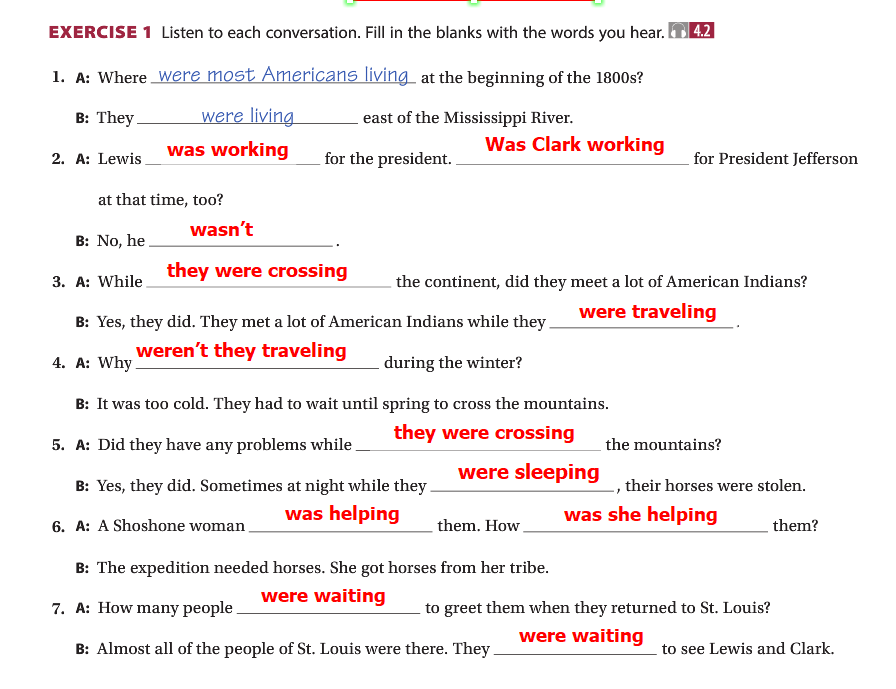 EXERCISE 1 Listen to each conversation. Fill in the blanks with the words you hear. 4.2
1. A: Where were most Americans living at the beginning of the 1800s?
B: They were living east of the Mississippi River.
2. A: Lewis was working for the president. Was Clark working for President Jefferson
at that time, too?
B: No, he wasn't.
3. A: While they were crossing the continent, did they meet a lot of American Indians?
B: Yes, they did. They met a lot of American Indians while they were traveling.
4. A: Why weren't they traveling during the winter?
B: It was too cold. They had to wait until spring to cross the mountains.
5. A: Did they have any problems while they were crossing the mountains?
B: Yes, they did. Sometimes at night while they were sleeping, their horses were stolen.
6. A: A Shoshone woman was helping them. How was she helping them?
B: The expedition needed horses. She got horses from her tribe.
7. A: How many people were waiting to greet them when they returned to St. Louis?
B: Almost all of the people of St. Louis were there. They were waiting to see Lewis and Clark.